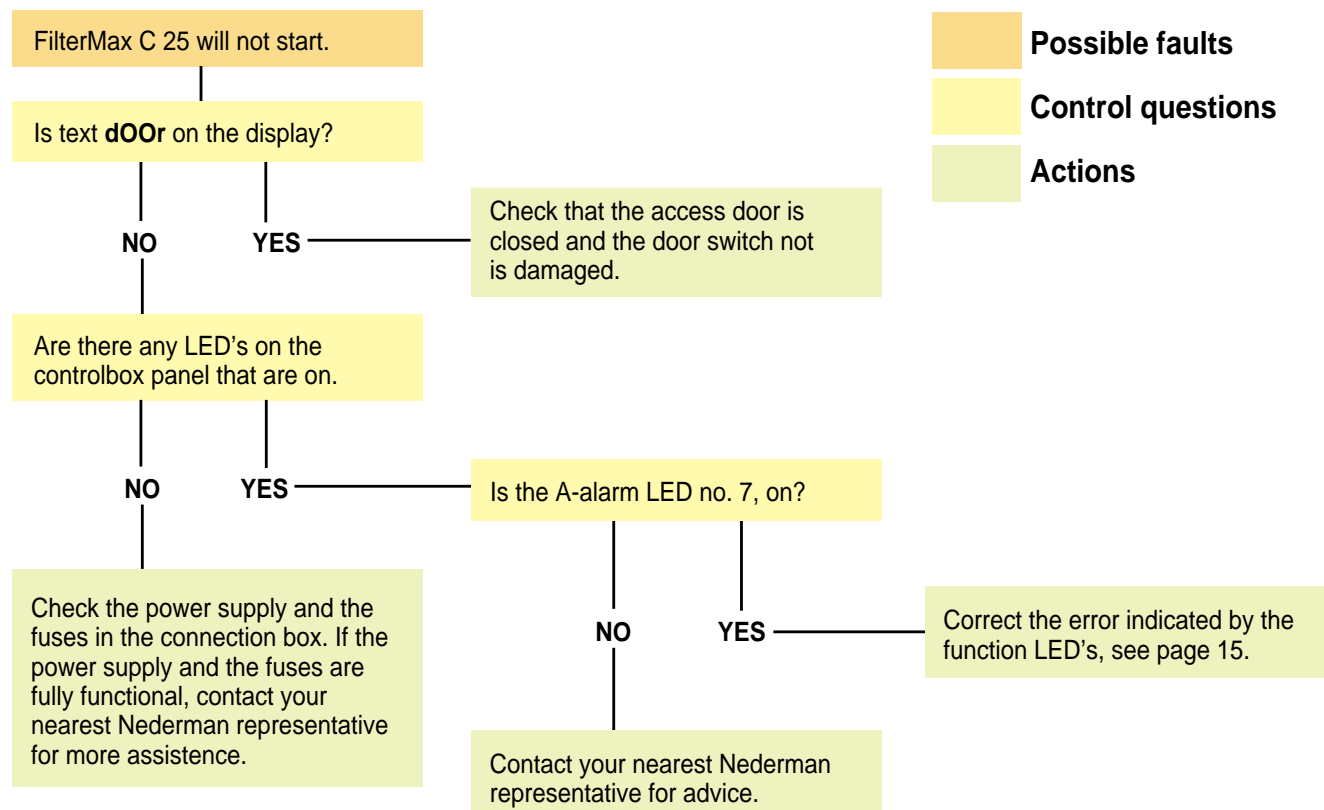 FilterMax C 25 will not start.
Possible faults
Control questions
Actions
Is text dOOr on the display?
NO
YES
Check that the access door is
closed and the door switch not
is damaged.
Are there any LED's on the
controlbox panel that are on.
NO
YES
Is the A-alarm LED no. 7, on?
Check the power supply and the
fuses in the connection box. If the
power supply and the fuses are
fully functional, contact your
nearest Nederman representative
for more assistence.
NO
YES
Correct the error indicated by the
function LED's, see page 15.
Contact your nearest Nederman
representative for advice.